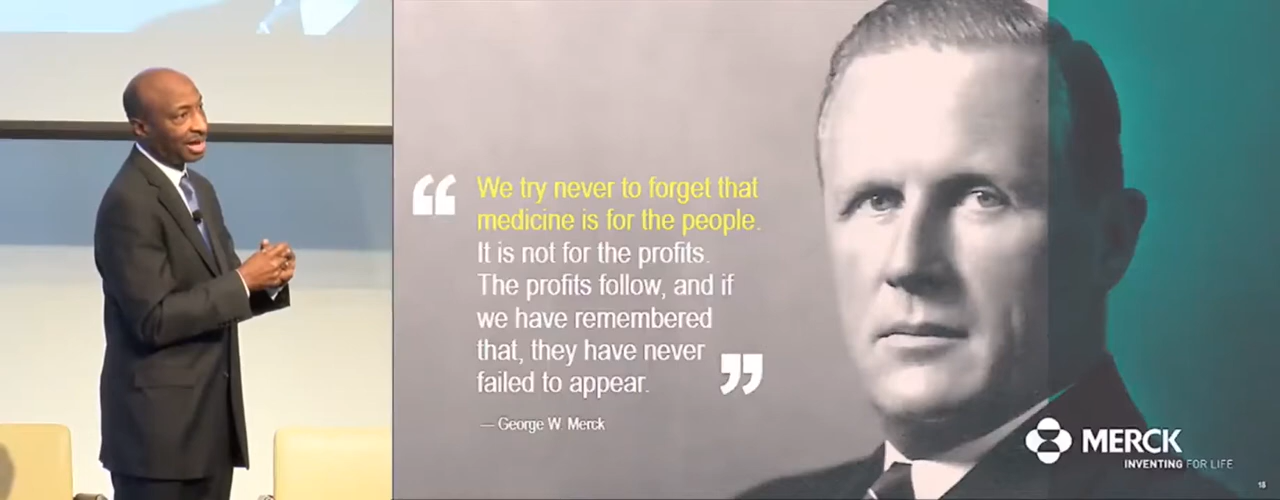 “
We try never to forget that
medicine is for the people.
It is not for the profits.
The profits follow, and if
we have remembered
that, they have never
failed to appear.
”
— George W. Merck
MERCK
INVENTING FOR LIFE
18